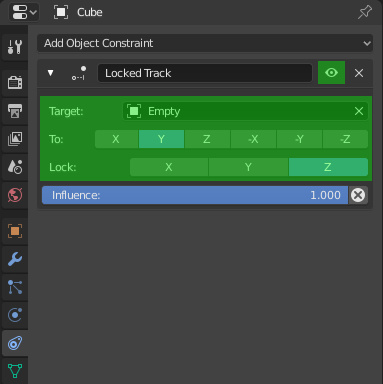 Cube
Add Object Constraint
Locked Track
Target: Empty
To: X Y Z -X -Y -Z
Lock: X Y Z
Influence: 1.000